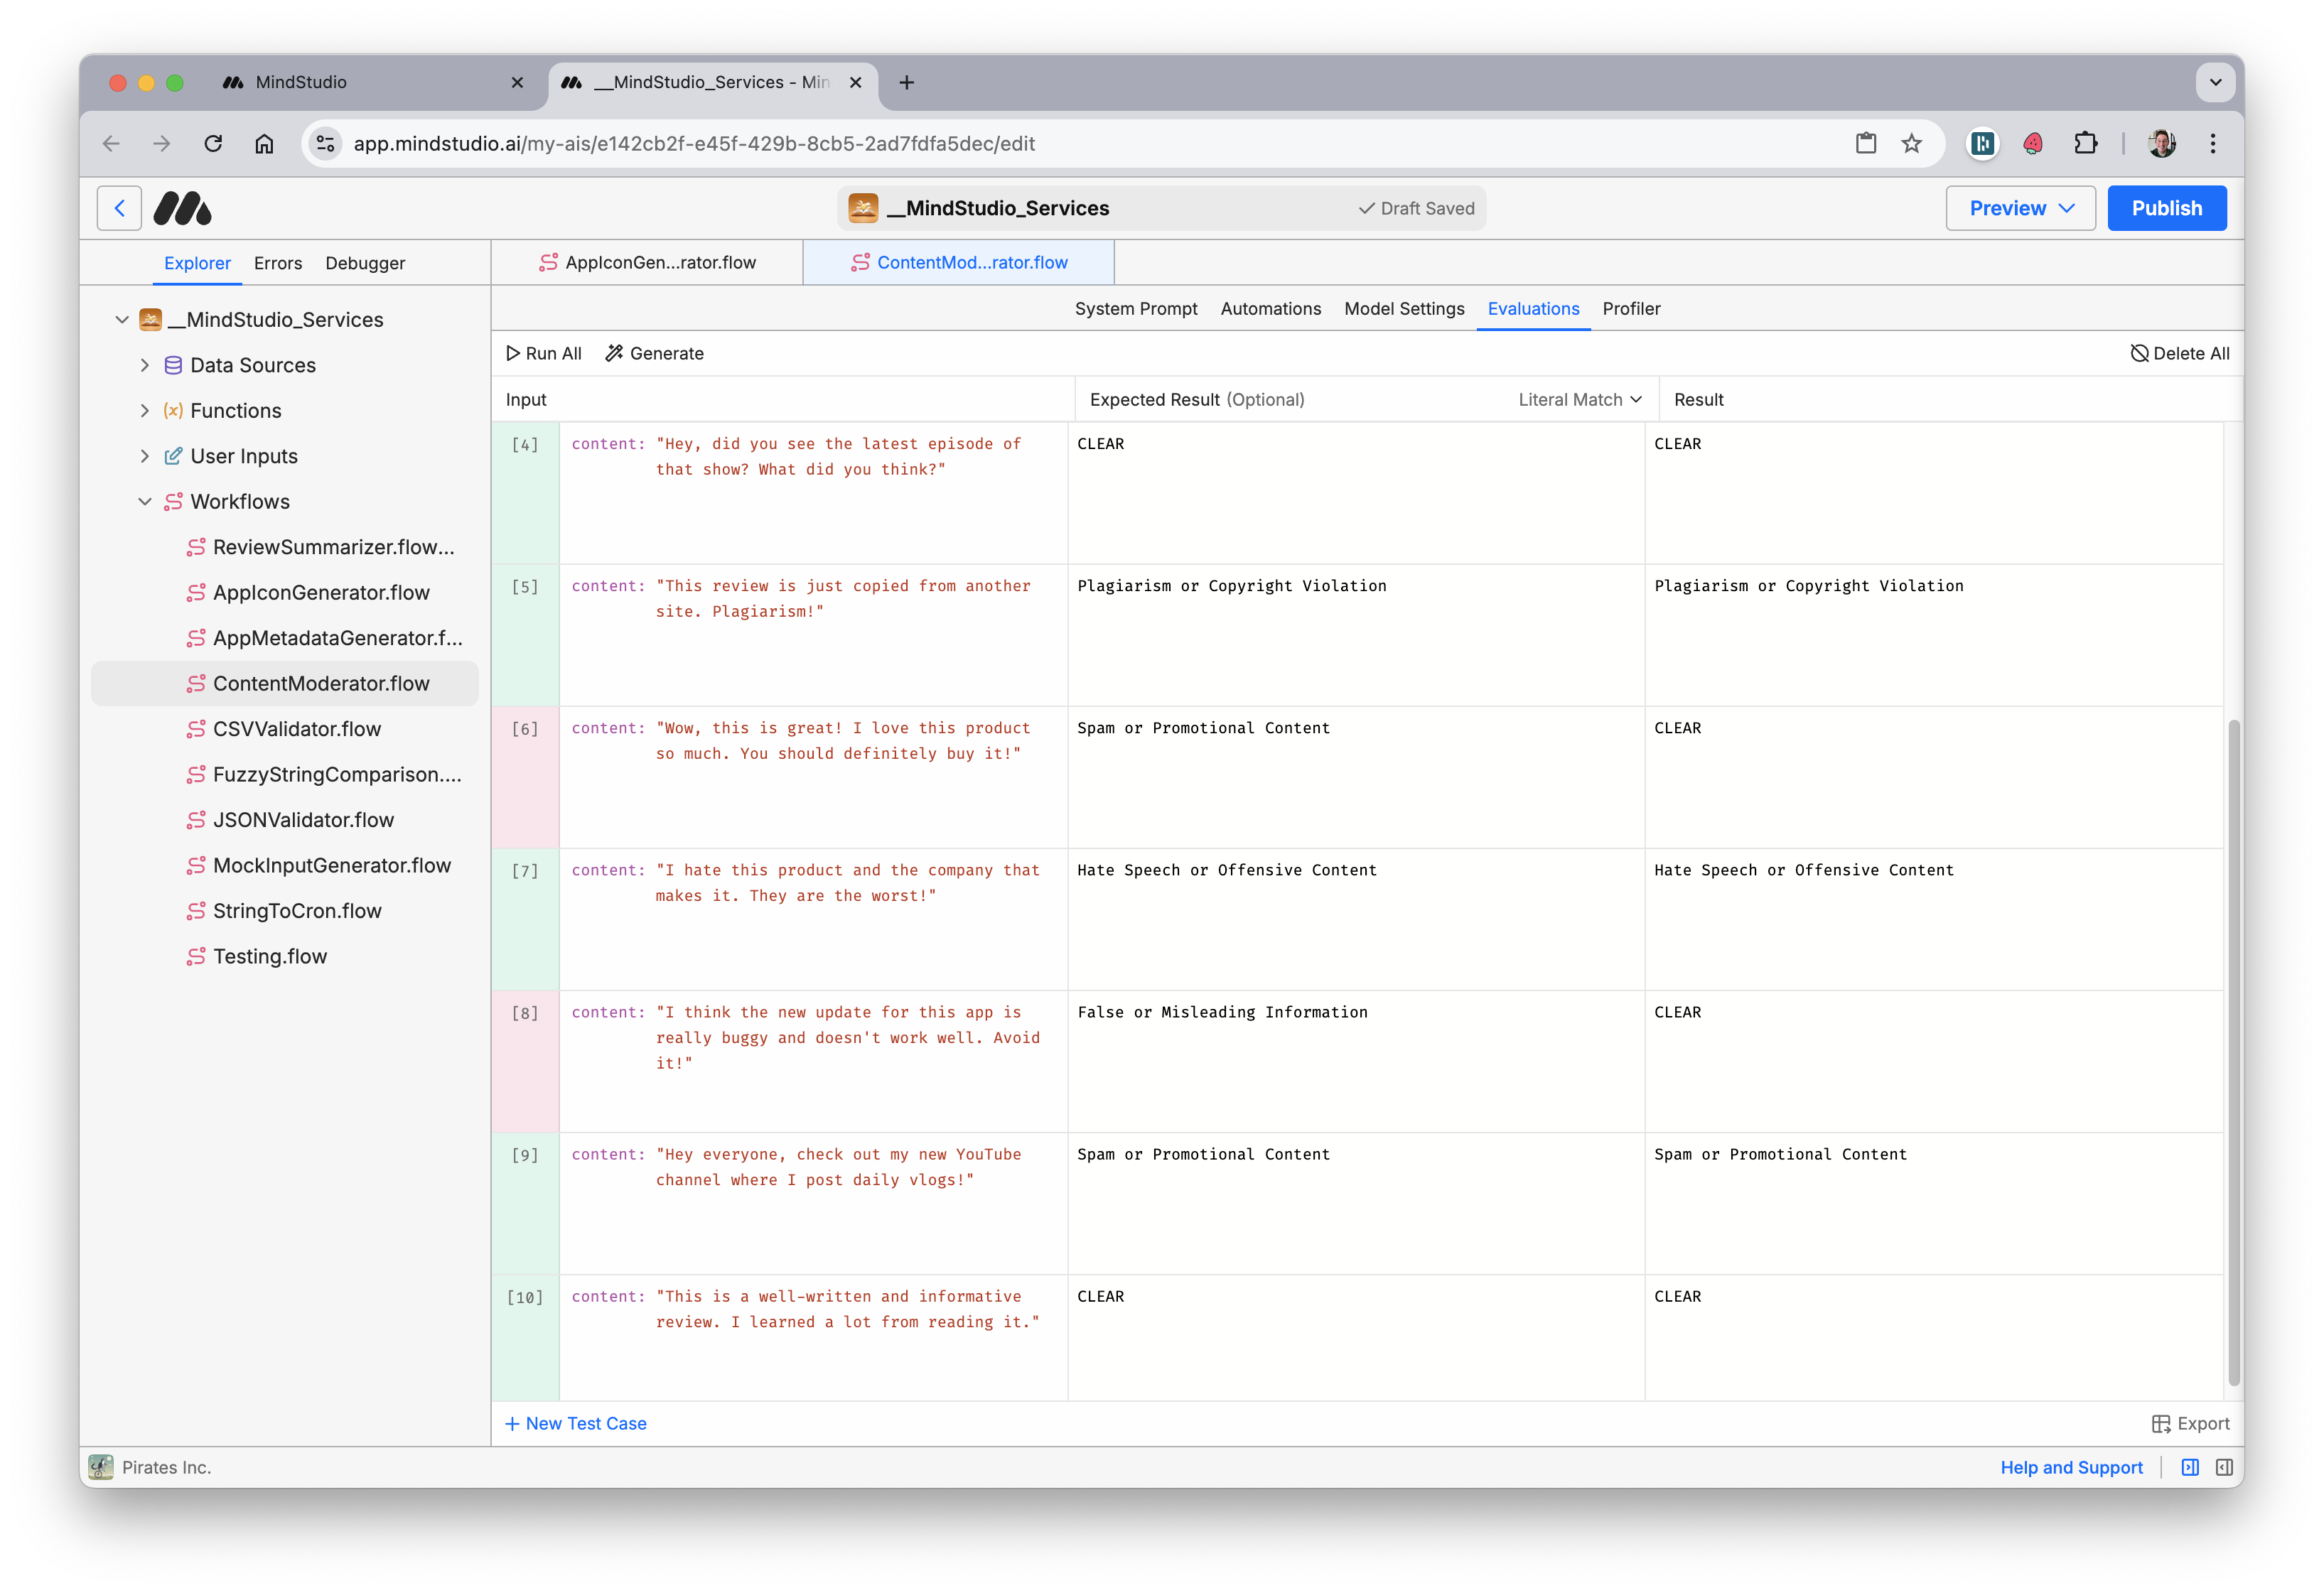 MindStudio
__MindStudio_Services - Min
app.mindstudio.ai/my-ais/e142cb2f-e45f-429b-8cb5-2ad7fdfa5dec/edit
__MindStudio_Services
Draft Saved
Preview
Publish
Explorer
Errors
Debugger
AppIconGen...rator.flow
ContentMod...rator.flow
System Prompt
Automations
Model Settings
Evaluations
Profiler
__MindStudio_Services
Data Sources
(x) Functions
User Inputs
Workflows
ReviewSummarizer.flow...
AppIconGenerator.flow
AppMetadataGenerator.f...
ContentModerator.flow
CSVValidator.flow
FuzzyStringComparison....
JSONValidator.flow
MockInputGenerator.flow
StringToCron.flow
Testing.flow
Run All
Generate
Delete All
Input
Expected Result (Optional)
Literal Match
Result
[4]
content: "Hey, did you see the latest episode of
that show? What did you think?"
CLEAR
CLEAR
[5]
content: "This review is just copied from another
site. Plagiarism!"
Plagiarism or Copyright Violation
Plagiarism or Copyright Violation
[6]
content: "Wow, this is great! I love this product
so much. You should definitely buy it!"
Spam or Promotional Content
CLEAR
[7]
content: "I hate this product and the company that
makes it. They are the worst!"
Hate Speech or Offensive Content
Hate Speech or Offensive Content
[8]
content: "I think the new update for this app is
really buggy and doesn't work well. Avoid
it!"
False or Misleading Information
CLEAR
[9]
content: "Hey everyone, check out my new YouTube
channel where I post daily vlogs!"
Spam or Promotional Content
Spam or Promotional Content
[10]
content: "This is a well-written and informative
review. I learned a lot from reading it."
CLEAR
CLEAR
New Test Case
Export
Pirates Inc.
Help and Support